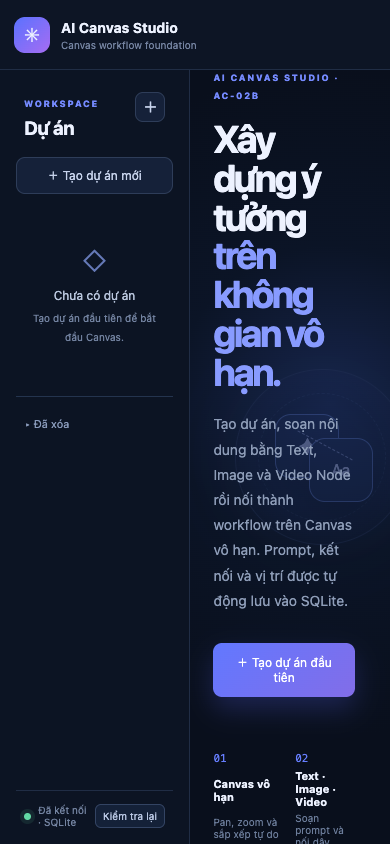 AI Canvas Studio
Canvas workflow foundation
WORKSPACE
Dự án
+
+ Tạo dự án mới
Chưa có dự án
Tạo dự án đầu tiên để bắt
đầu Canvas.
▸ Đã xóa
Đã kết nối
· SQLite
Kiểm tra lại
AI CANVAS STUDIO ·
AC-02B
Xây
dựng ý
tưởng
trên
không
gian vô
hạn.
Tạo dự án, soạn nội
dung bằng Text,
Image và Video Node
rồi nối thành
workflow trên Canvas
vô hạn. Prompt, kết
nối và vị trí được tự
động lưu vào SQLite.
Aa
+ Tạo dự án đầu
tiên
01
Canvas vô
hạn
Pan, zoom và
sắp xếp tự do
02
Text ·
Image ·
Video
Soạn
prompt và
nối dây